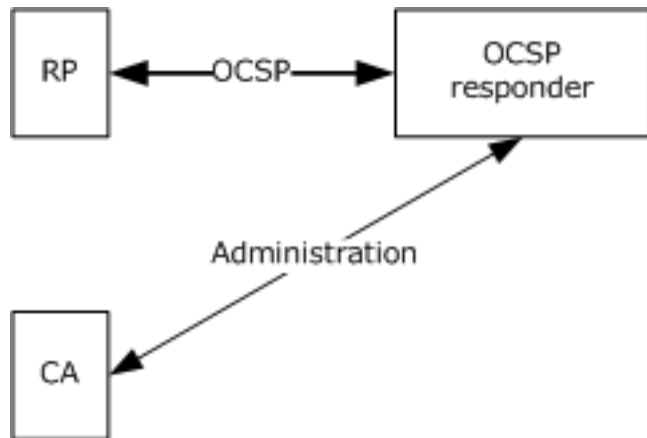 RP
OCSP
OCSP
responder
Administration
CA